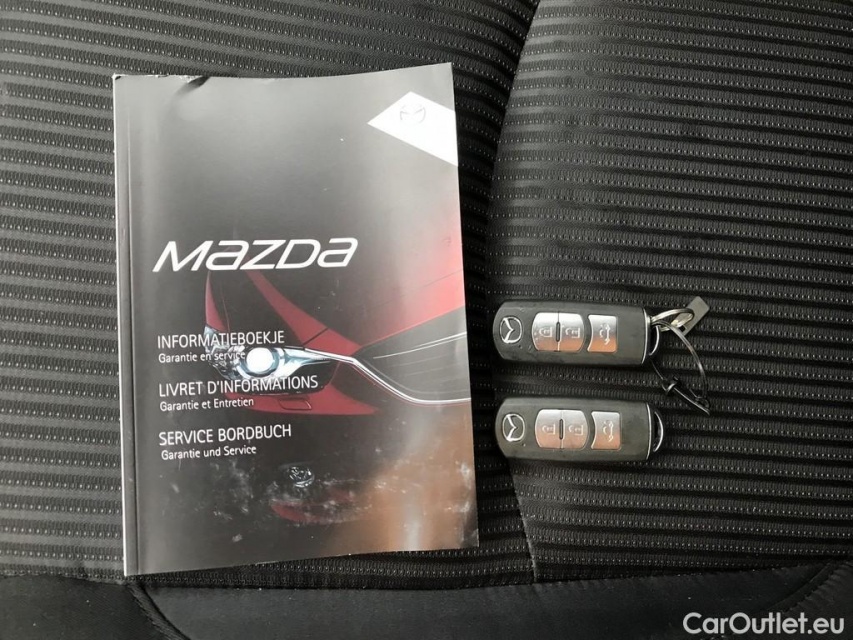 mazda
INFORMATIEBOEKJE
Garantie en service
LIVRET D'INFORMATIONS
Garantie et Entretien
SERVICE BORDBUCH
Garantie und Service
CarOutlet.eu